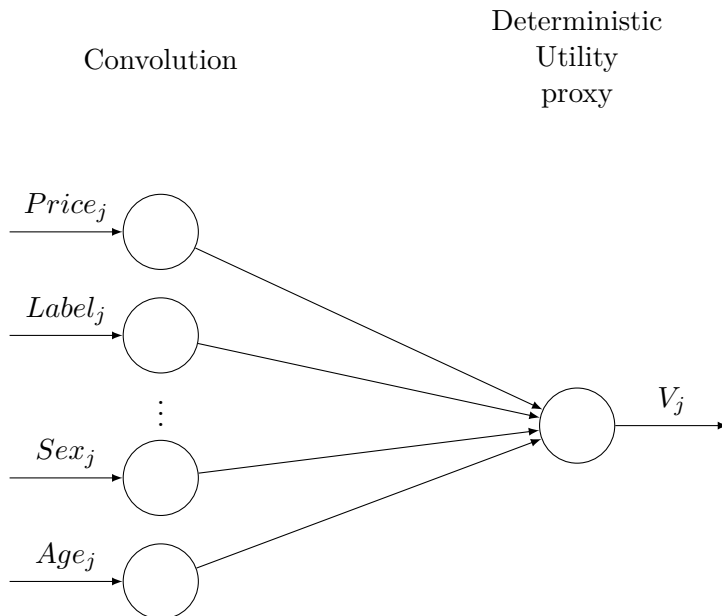 Convolution
Deterministic
Utility
proxy
Price_j
Label_j
⋮
Sex_j
Age_j
V_j